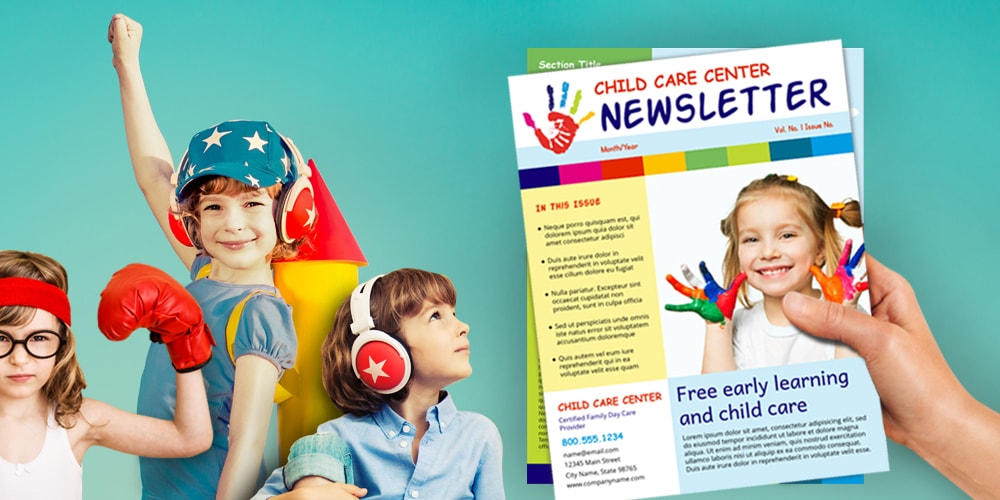 Section Title
CHILD CARE CENTER
NEWSLETTER
Vol. No. 1 Issue No.
Month/Year
IN THIS ISSUE
• Neque porro quisquam est, qui
dolorem ipsum quia dolor sit
amet consectetur adipisci
• Duis aute irure dolor in
reprehenderit in voluptate velit
esse cillum dolore eu fugiat
• Nulla pariatur. Excepteur sint
occaecat cupidatat non
proident, sunt in culpa officia
• Sed ut perspiciatis unde omnis
iste natus error sit voluptatem
accusantium doloremque
• Quis autem vel eum iure
reprehenderit qui in ea
voluptate velit esse quam
CHILD CARE CENTER
Certified Family Day Care
Provider
800.555.1234
name@email.com
12345 Main Street
City Name, State 98765
www.companyname.com
Free early learning
and child care
Lorem ipsum dolor sit amet, consectetur adipisicing elit, sed
do eiusmod tempor incididunt ut labore et dolore magna
aliqua. Ut enim ad minim veniam, quis nostrud exercitation
ullamco laboris nisi ut aliquip ex ea commodo consequat.
Duis aute irure dolor in reprehenderit in voluptate velit